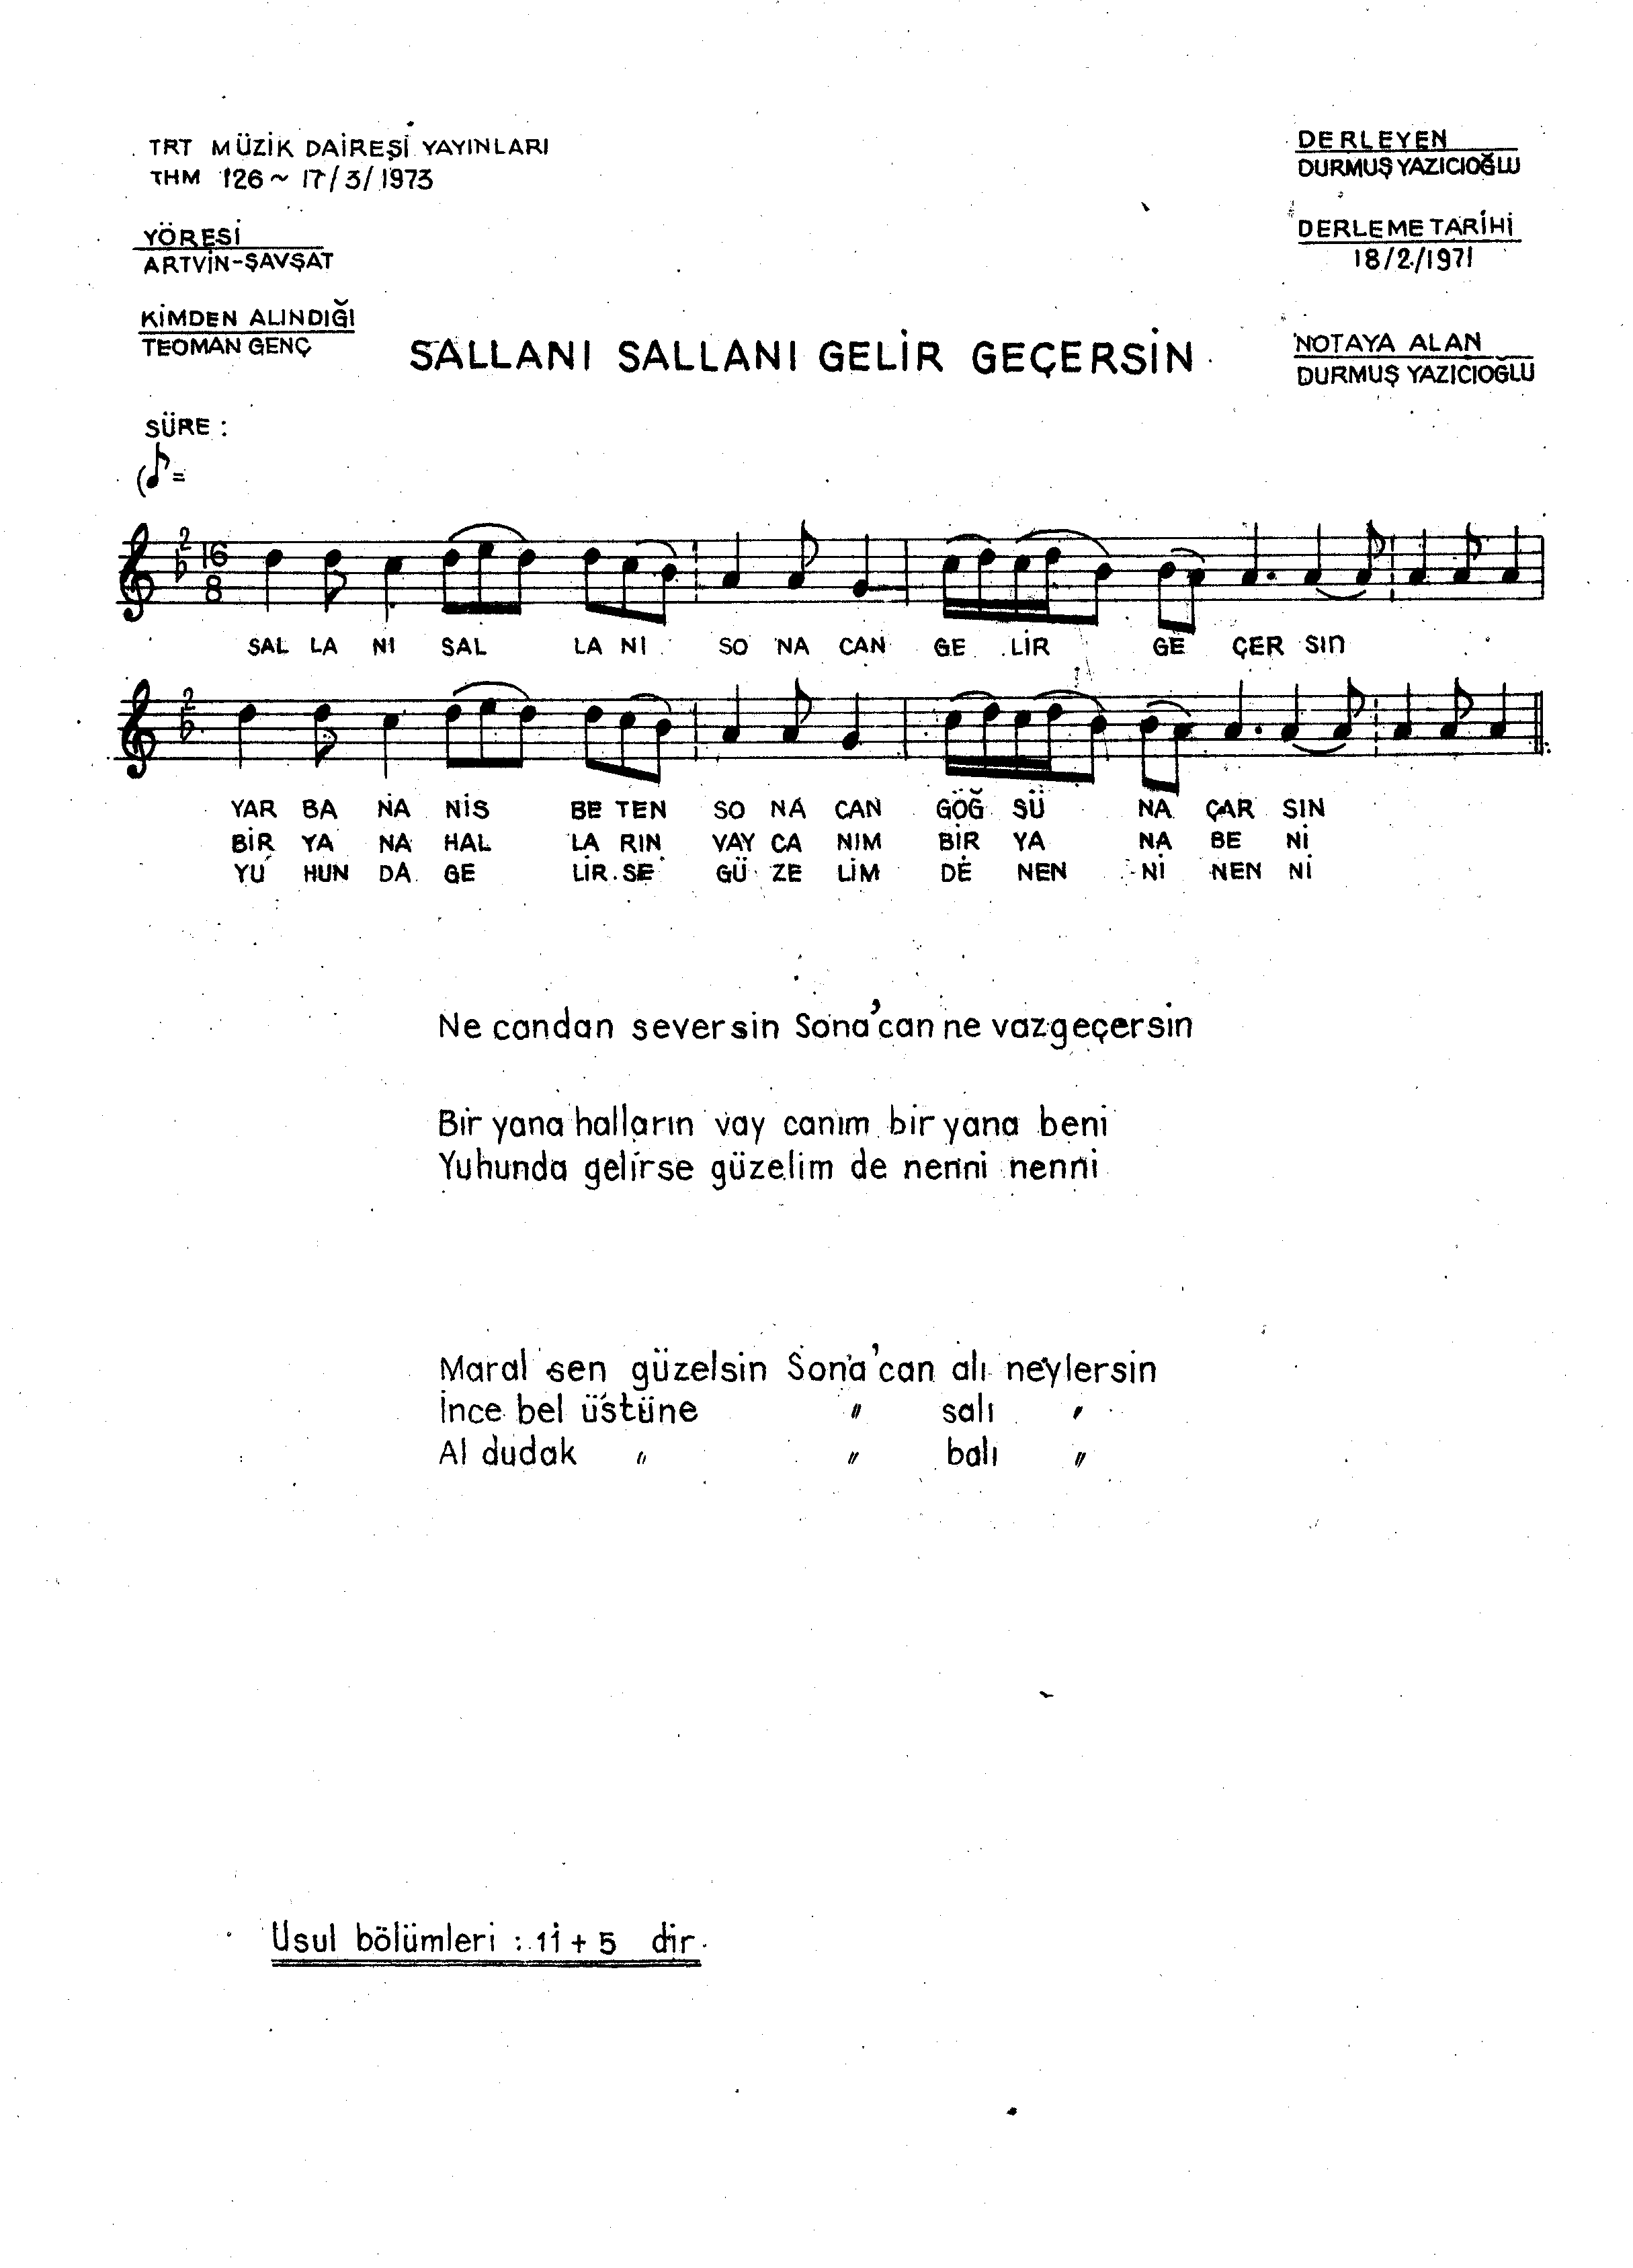 TRT MÜZİK DAİREŞİ YAYINLARI
THM 126 ~ 17/3/1973
YÖRESİ
ARTVİN-ŞAVŞAT
KİMDEN ALINDIĞI
TEOMAN GENÇ
DERLEYEN
DURMUŞ YAZICIOĞLU
DERLEME TARİHİ
18/2/1971
NOTAYA ALAN
DURMUŞ YAZICIOĞLU
SALLANI SALLANI GELİR GEÇERSİN
SÜRE :
(♪=
2
16
8
SAL LA NI SAL LA NI SO NA CAN GE LİR GE ÇER SIN
2
YAR BA NA NİS BE TEN SO NA CAN GÖĞ SÜ NA ÇAR SIN
BİR YA NA HAL LA RIN VAY CA NIM BİR YA NA BE Nİ
YU HUN DA GE LİR SE GÜ ZE LİM DE NEN Nİ NEN Nİ
Ne candan seversin Sona'can ne vazgeçersin
Bir yana halların vay canım bir yana beni
Yuhunda gelirse güzelim de nenni nenni
Maral sen güzelsin Sona'can alı neylersin
İnce bel üstüne " salı "
Al dudak " " balı "
Usul bölümleri : 11 + 5 dir.